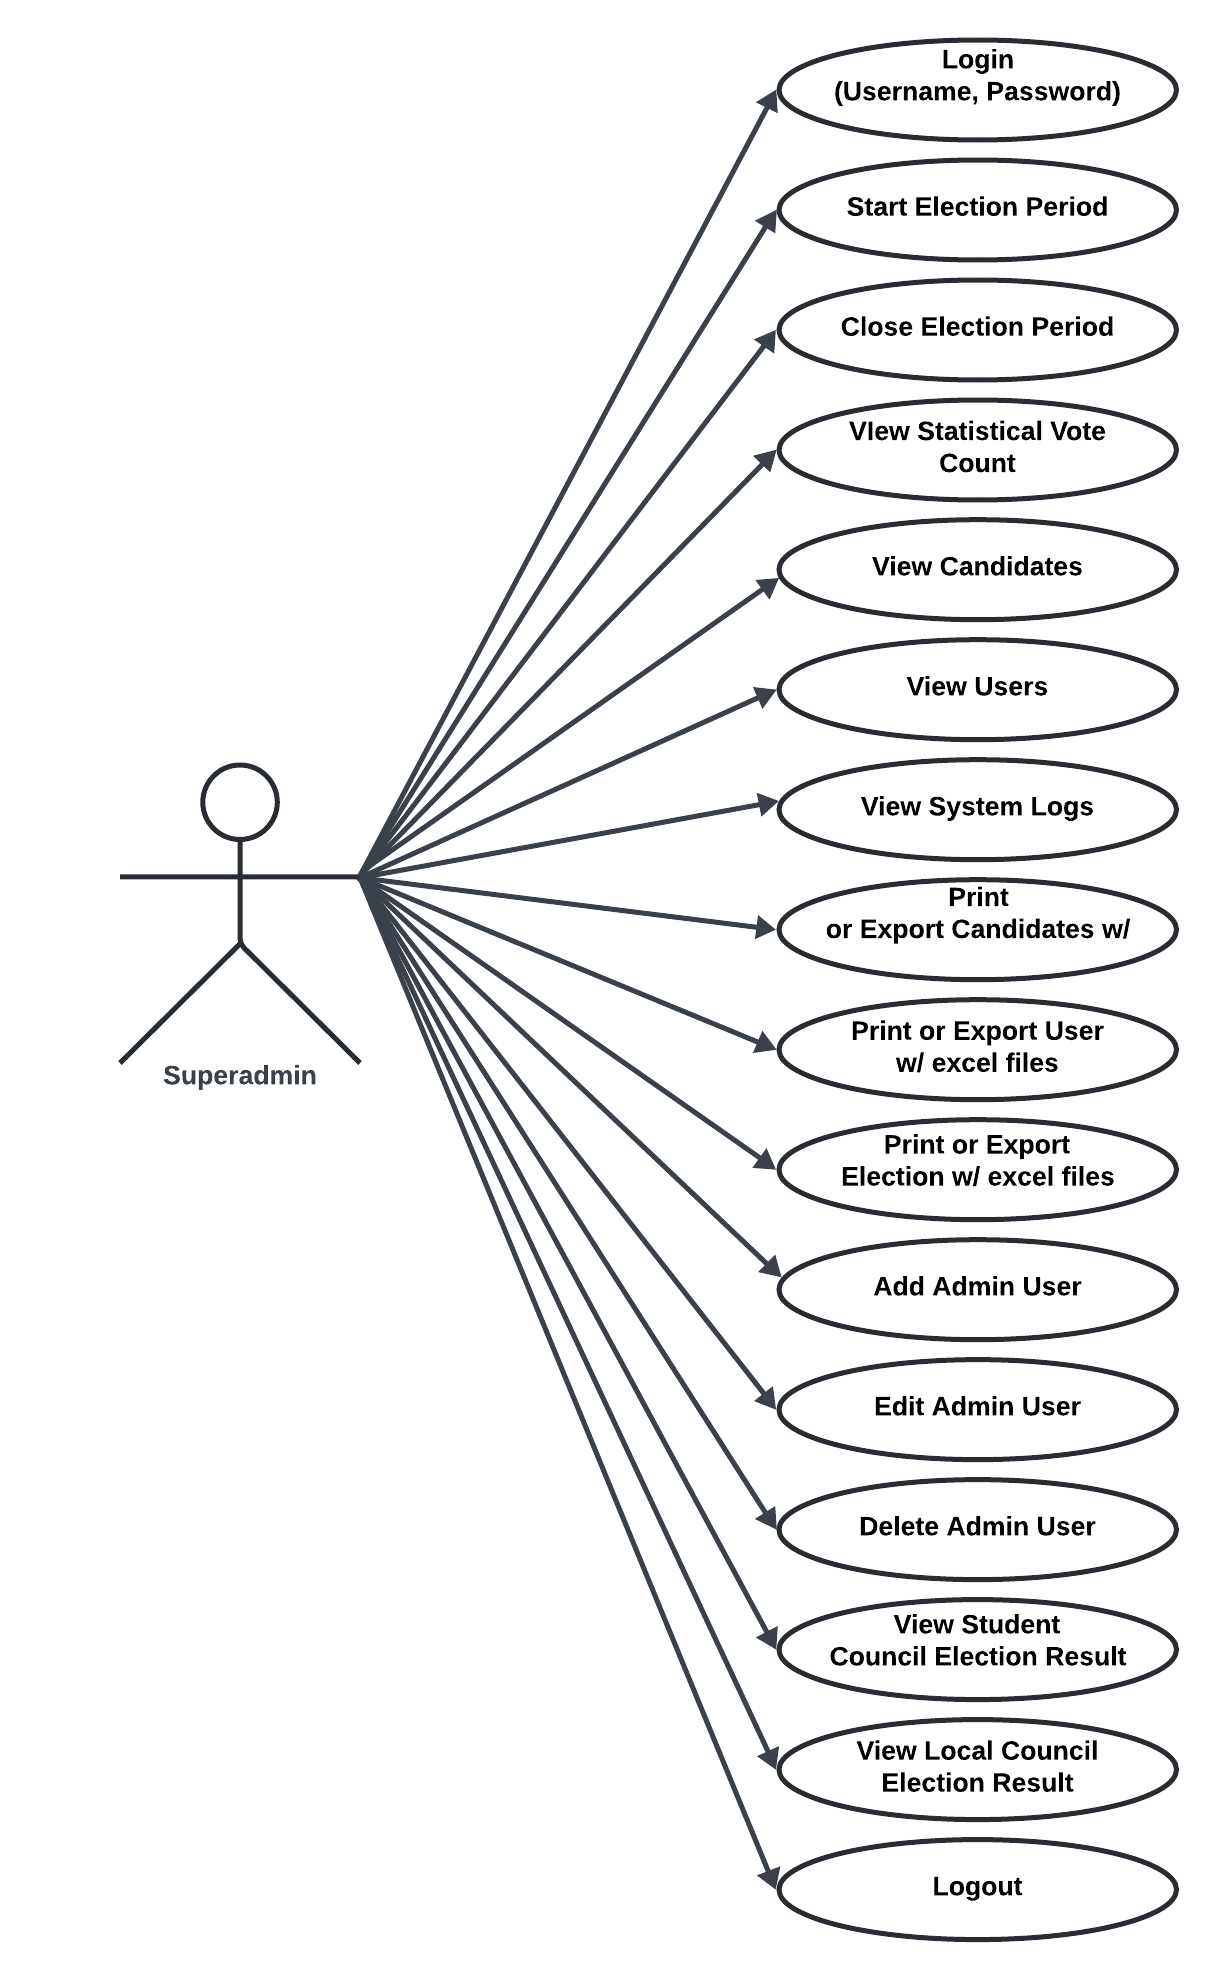 Login
(Username, Password)
Start Election Period
Close Election Period
VIew Statistical Vote
Count
View Candidates
View Users
View System Logs
Print
or Export Candidates w/
Print or Export User
w/ excel files
Print or Export
Election w/ excel files
Add Admin User
Edit Admin User
Delete Admin User
View Student
Council Election Result
View Local Council
Election Result
Logout
Superadmin